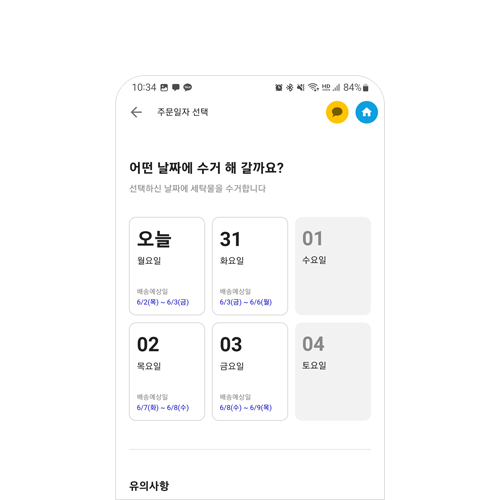 10:34 84%
주문일자 선택
어떤 날짜에 수거 해 갈까요?
선택하신 날짜에 세탁물을 수거합니다
오늘 31 01
월요일 화요일 수요일
배송예상일 배송예상일
6/2(목) ~ 6/3(금) 6/3(금) ~ 6/6(월)
02 03 04
목요일 금요일 토요일
배송예상일 배송예상일
6/7(화) ~ 6/8(수) 6/8(수) ~ 6/9(목)
유의사항